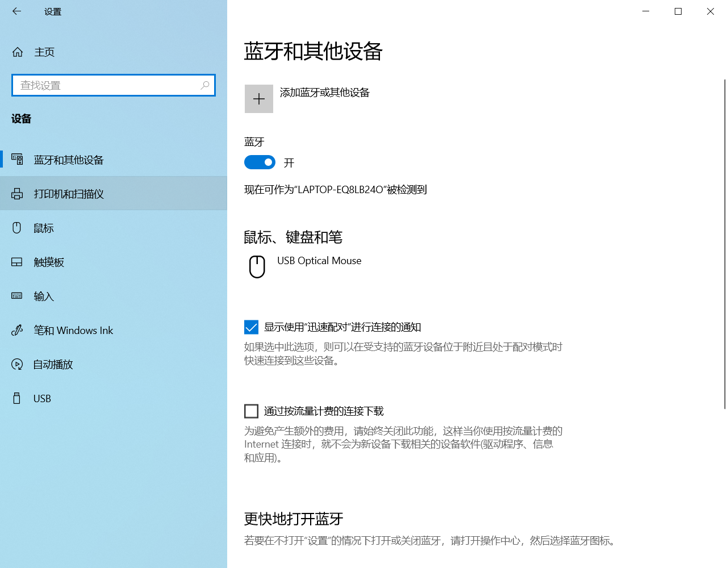 设置
主页
查找设置
设备
蓝牙和其他设备
打印机和扫描仪
鼠标
触摸板
输入
笔和 Windows Ink
自动播放
USB
蓝牙和其他设备
添加蓝牙或其他设备
蓝牙
开
现在可作为“LAPTOP-EQ8LB24O”被检测到
鼠标、键盘和笔
USB Optical Mouse
显示使用“迅速配对”进行连接的通知
如果选中此选项，则可以在受支持的蓝牙设备位于附近且处于配对模式时
快速连接到这些设备。
通过按流量计费的连接下载
为避免产生额外的费用，请始终关闭此功能，这样当你使用按流量计费的
Internet 连接时，就不会为新设备下载相关的设备软件(驱动程序、信息
和应用)。
更快地打开蓝牙
若要在不打开“设置”的情况下打开或关闭蓝牙，请打开操作中心，然后选择蓝牙图标。